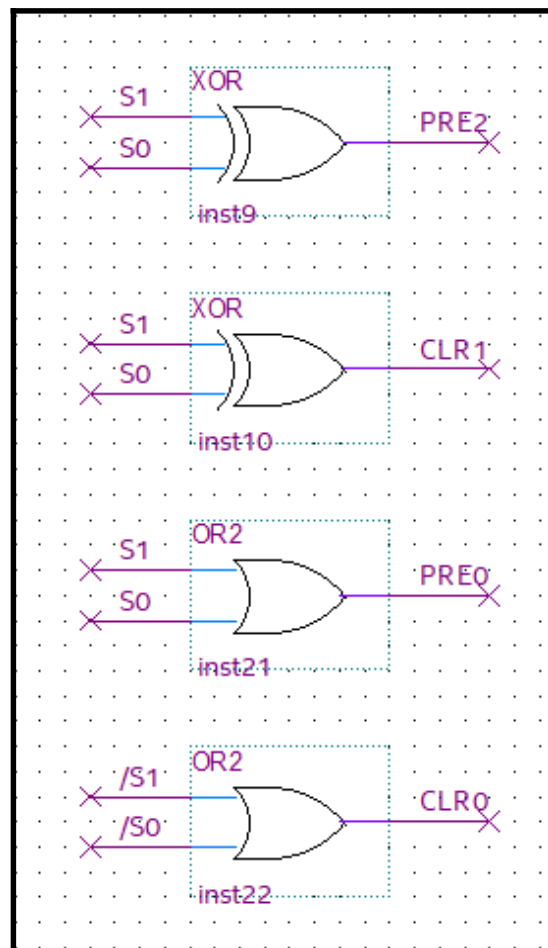 XOR
S1
PRE2
S0
inst9
XOR
S1
CLR1
S0
inst10
OR2
S1
PRE0
S0
inst21
OR2
/S1
CLR0
/S0
inst22